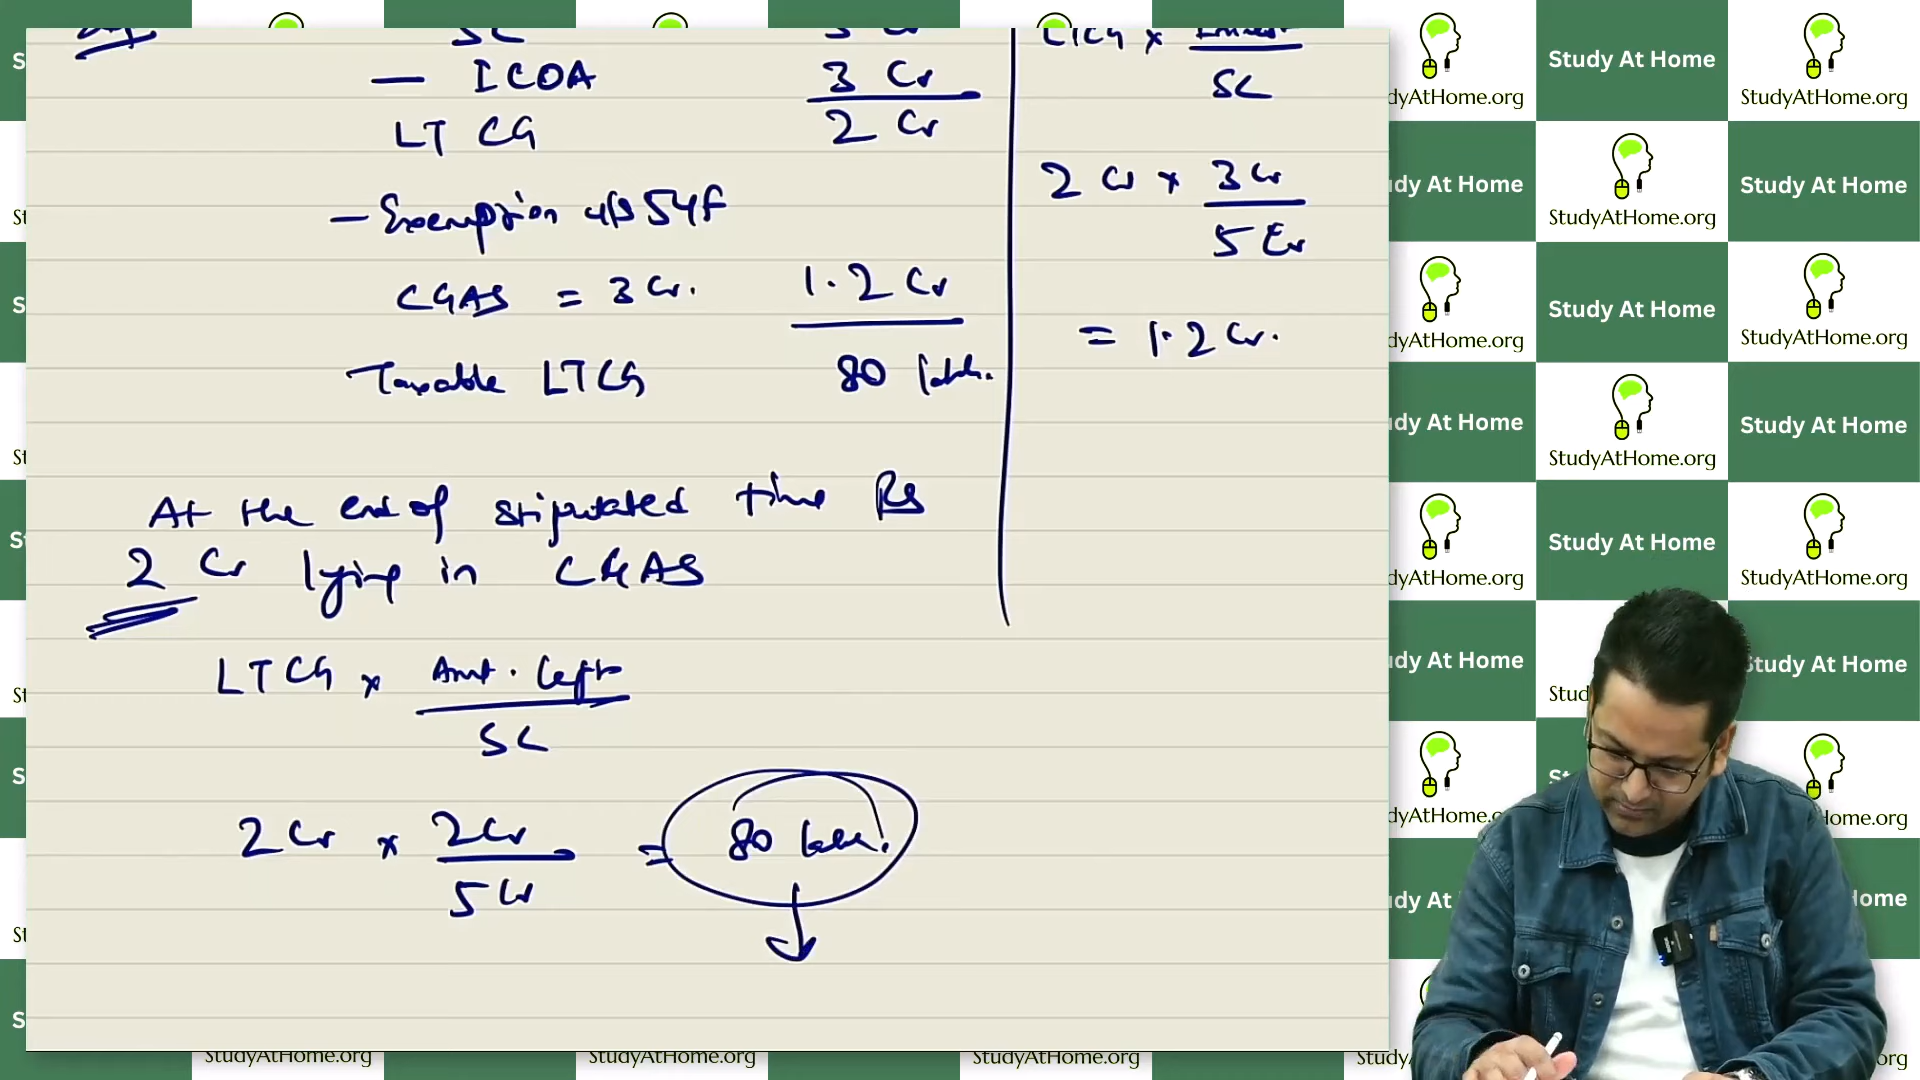 SC 5 Cr
— ICOA 3 Cr
LT CG 2 Cr
— Exemption u/s 54F
CGAS = 3 Cr. 1.2 Cr
Taxable LTCG 80 lakh.
At the end of stipulated time Rs
2 Cr lying in CGAS
LTCG × Amt. left
SC
2 Cr × 2 Cr = 80 lakh.
5 Cr
LTCG ×
SC
2 Cr × 3 Cr
5 Cr
= 1.2 Cr.
Study At Home
StudyAtHome.org